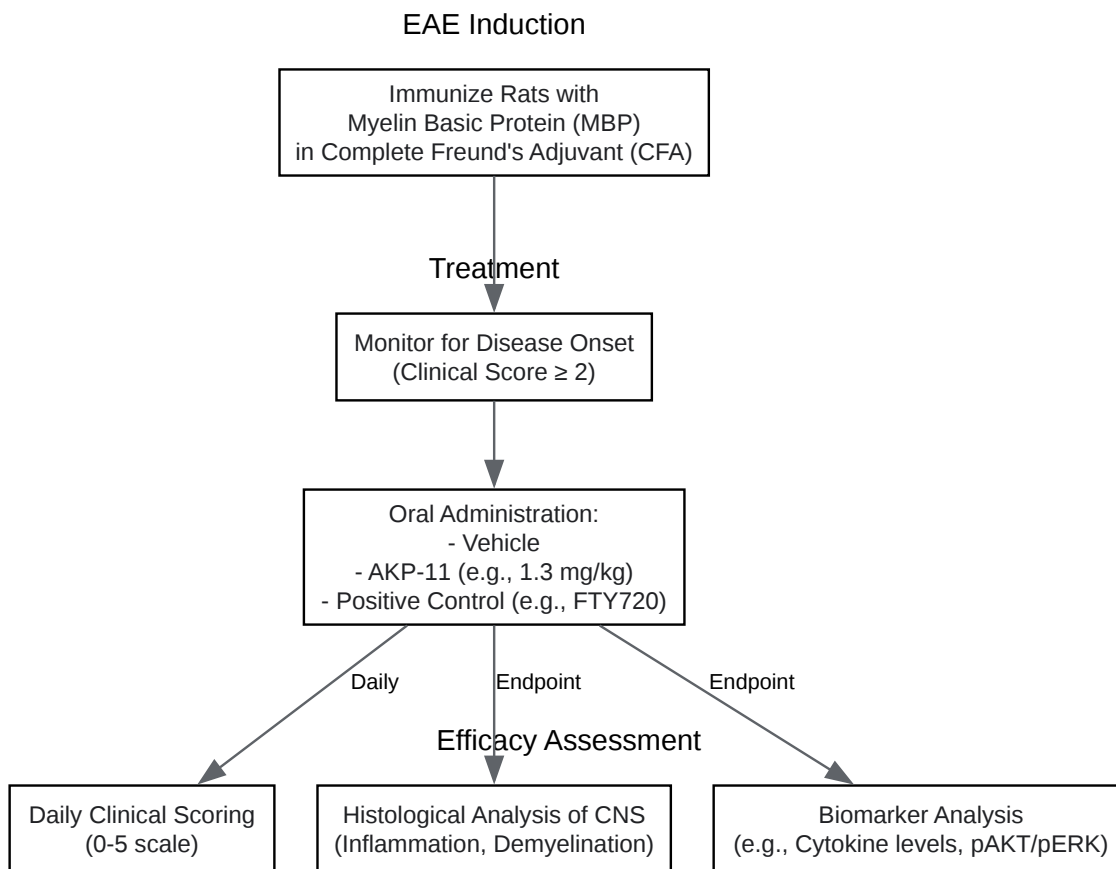 EAE Induction
Immunize Rats with
Myelin Basic Protein (MBP)
in Complete Freund's Adjuvant (CFA)
Treatment
Monitor for Disease Onset
(Clinical Score ≥ 2)
Oral Administration:
- Vehicle
- AKP-11 (e.g., 1.3 mg/kg)
- Positive Control (e.g., FTY720)
Daily
Endpoint
Endpoint
Efficacy Assessment
Daily Clinical Scoring
(0-5 scale)
Histological Analysis of CNS
(Inflammation, Demyelination)
Biomarker Analysis
(e.g., Cytokine levels, pAKT/pERK)